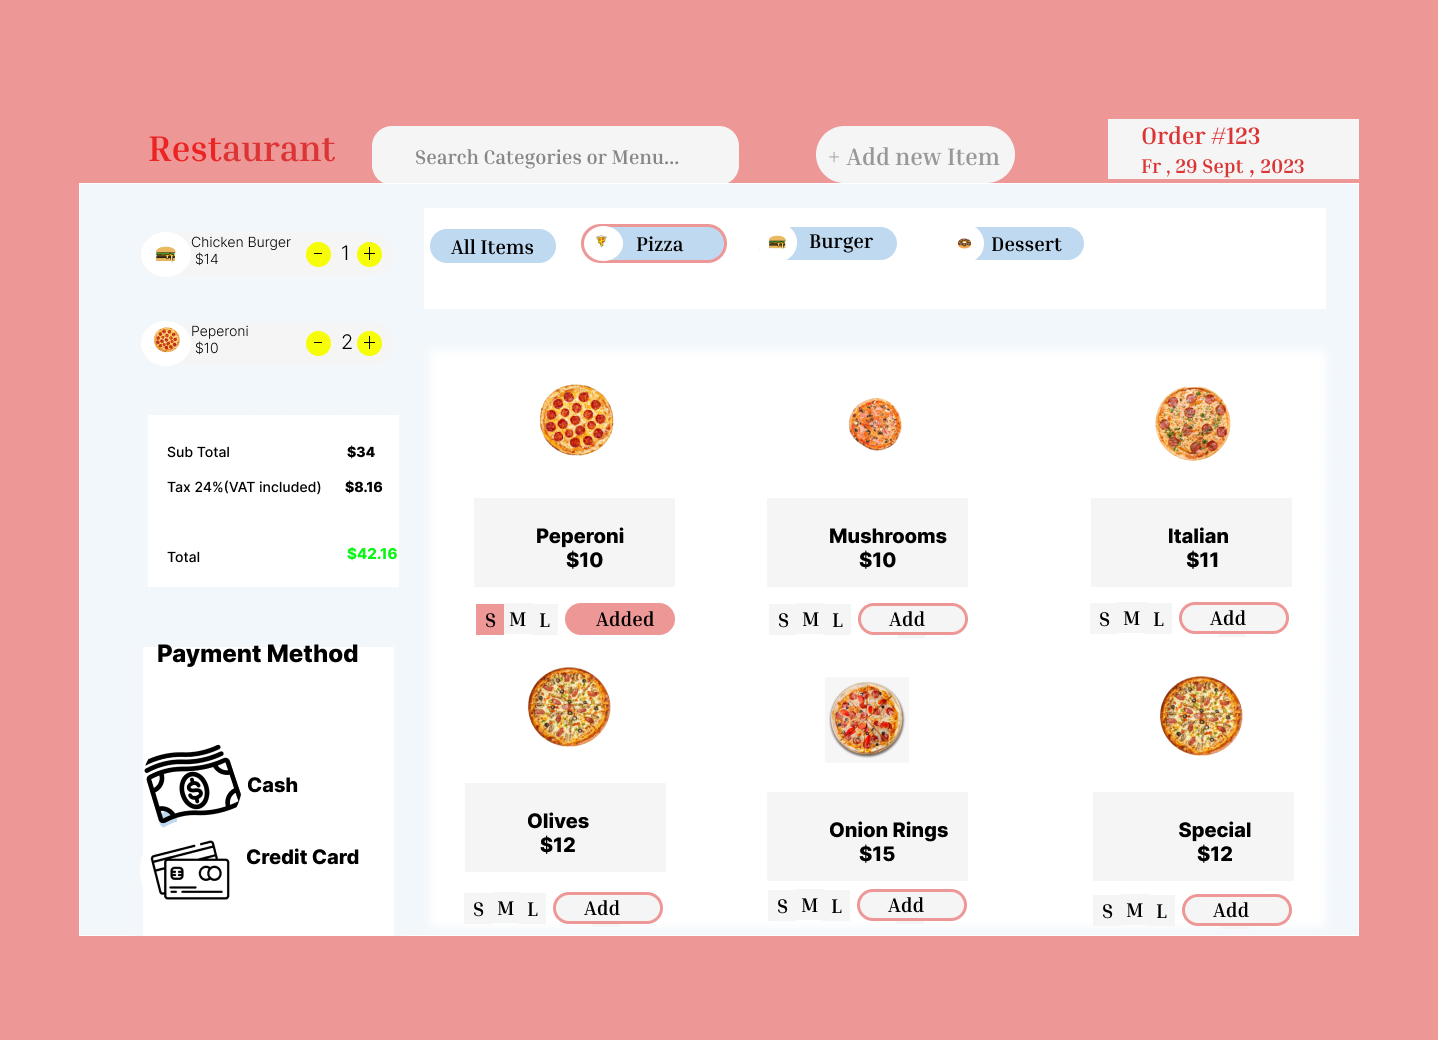 Restaurant
Search Categories or Menu...
+ Add new Item
Order #123
Fr , 29 Sept , 2023
Chicken Burger
$14
- 1 +
Peperoni
$10
- 2 +
Sub Total $34
Tax 24%(VAT included) $8.16
Total $42.16
Payment Method
Cash
Credit Card
All Items
Pizza
Burger
Dessert
Peperoni
$10
S M L Added
Mushrooms
$10
S M L Add
Italian
$11
S M L Add
Olives
$12
S M L Add
Onion Rings
$15
S M L Add
Special
$12
S M L Add